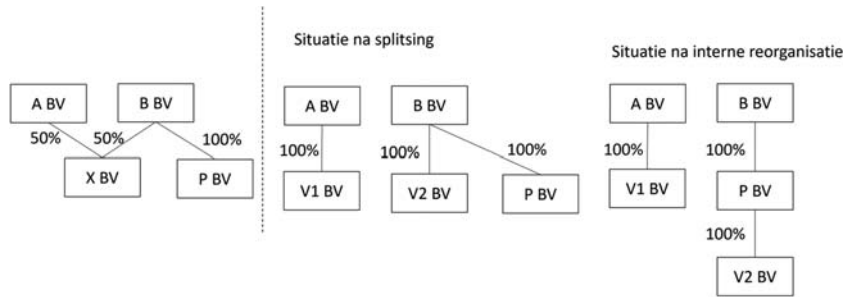 Situatie na splitsing
Situatie na interne reorganisatie
A BV
B BV
50%
50%
100%
X BV
P BV
A BV
B BV
100%
100%
100%
V1 BV
V2 BV
P BV
A BV
B BV
100%
100%
V1 BV
P BV
100%
V2 BV